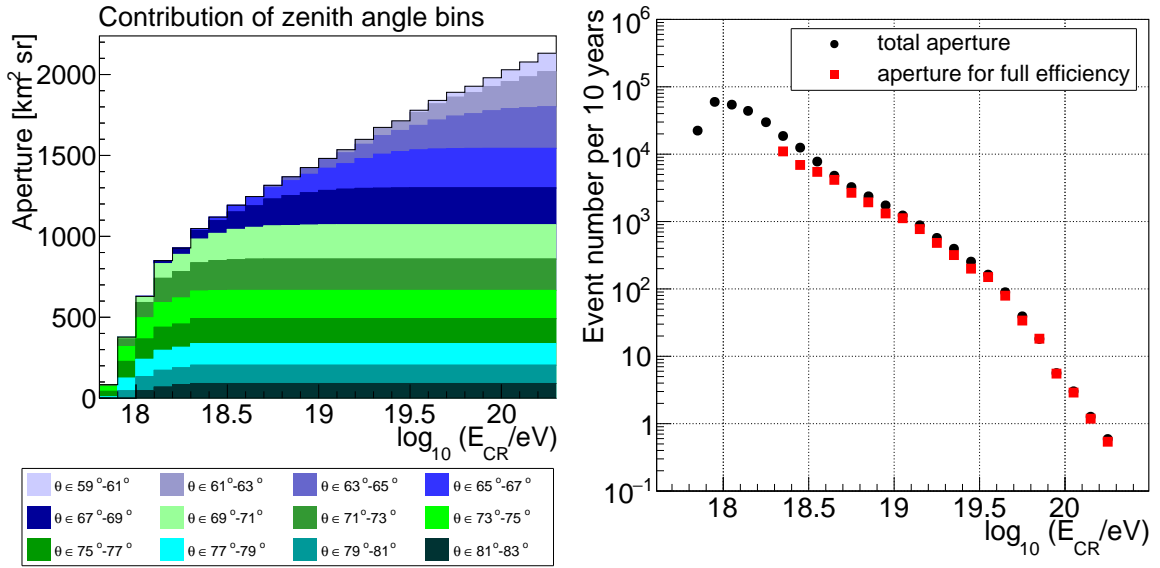 Contribution of zenith angle bins
Aperture [km² sr]
2000
1500
1000
500
0
18 18.5 19 19.5 20
log₁₀ (E_CR/eV)
θ ∈ 59°-61° θ ∈ 61°-63° θ ∈ 63°-65° θ ∈ 65°-67°
θ ∈ 67°-69° θ ∈ 69°-71° θ ∈ 71°-73° θ ∈ 73°-75°
θ ∈ 75°-77° θ ∈ 77°-79° θ ∈ 79°-81° θ ∈ 81°-83°
Event number per 10 years
10⁶
10⁵
10⁴
10³
10²
10
1
10⁻¹
total aperture
aperture for full efficiency
18 18.5 19 19.5 20
log₁₀ (E_CR/eV)